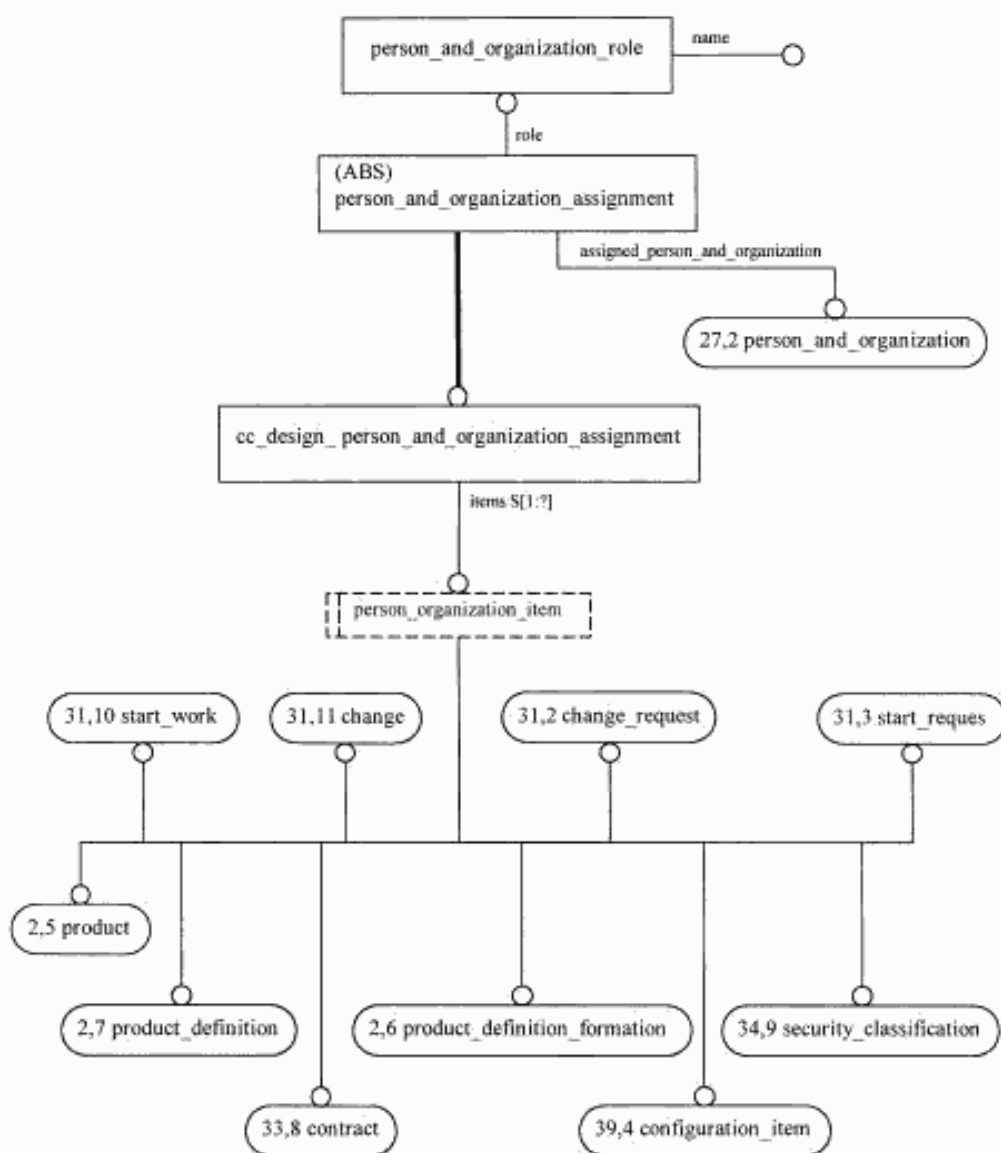 person_and_organization_role
name
role
(ABS)
person_and_organization_assignment
assigned_person_and_organization
27,2 person_and_organization
cc_design_ person_and_organization_assignment
items S[1:?]
person_organization_item
31,10 start_work
31,11 change
31,2 change_request
31,3 start_reques
2,5 product
2,7 product_definition
2,6 product_definition_formation
34,9 security_classification
33,8 contract
39,4 configuration_item